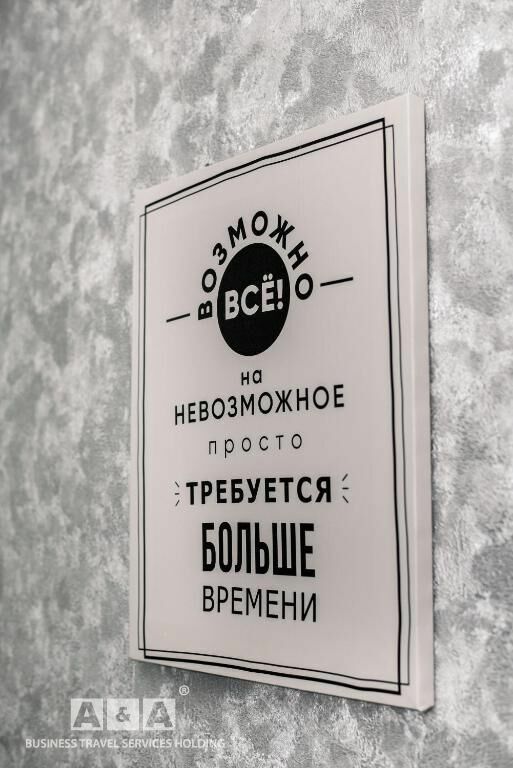 ВОЗМОЖНО
ВСЁ!
на
НЕВОЗМОЖНОЕ
просто
ТРЕБУЕТСЯ
БОЛЬШЕ
ВРЕМЕНИ
A&A®
BUSINESS TRAVEL SERVICES HOLDING